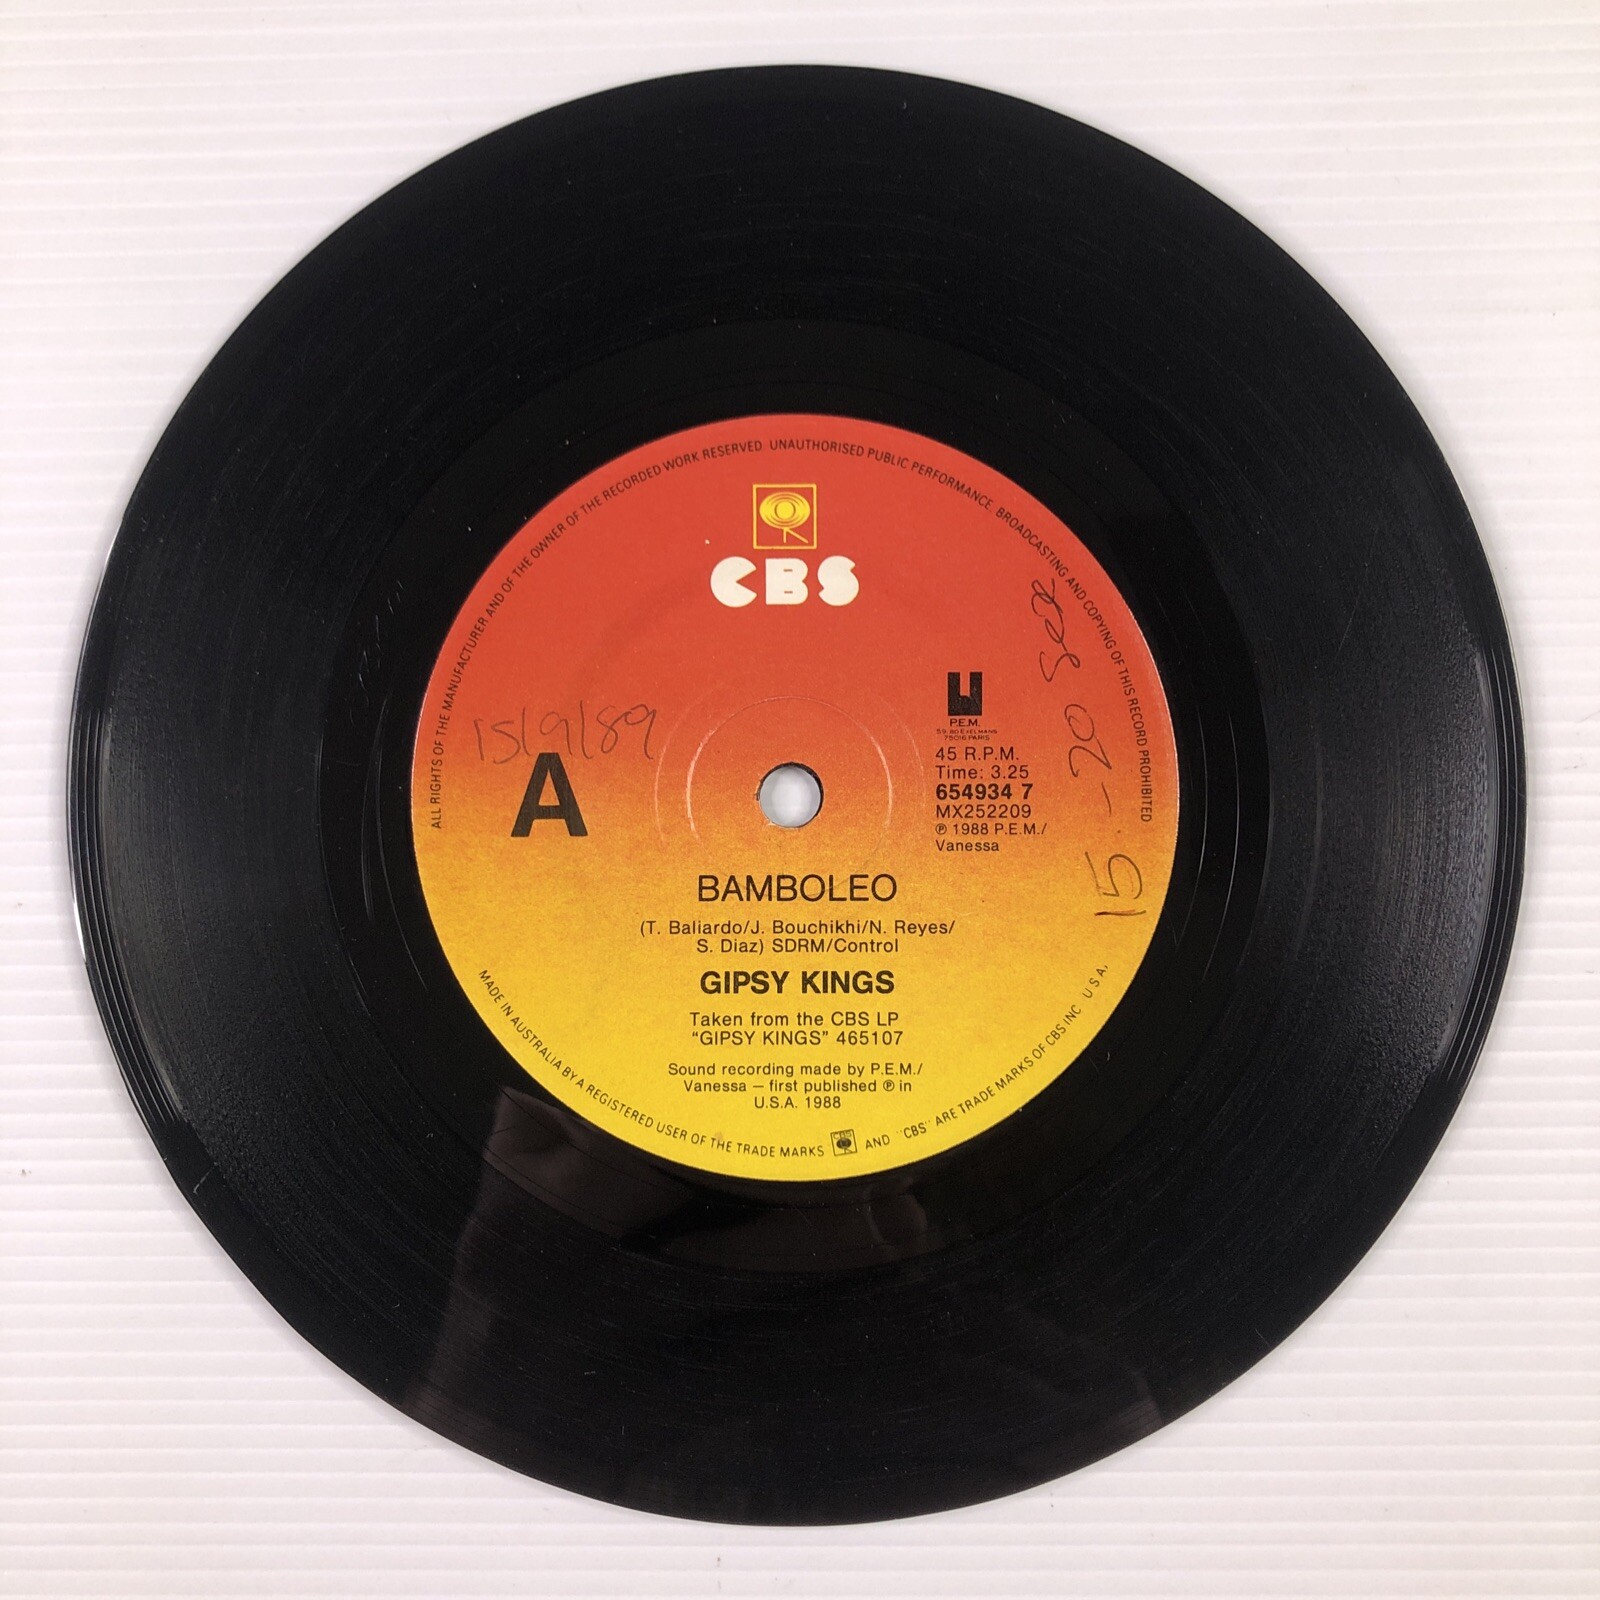 ALL RIGHTS OF THE MANUFACTURER AND OF THE OWNER OF THE RECORDED WORK RESERVED UNAUTHORISED PUBLIC PERFORMANCE BROADCASTING AND COPYING OF THIS RECORD PROHIBITED
CBS
15/9/89
A
P.E.M.
75016 PARIS
45 R.P.M.
Time: 3.25
654934 7
MX252209
℗ 1988 P.E.M./
Vanessa
15 - 20 sex
BAMBOLEO
(T. Baliardo/J. Bouchikhi/N. Reyes/
S. Diaz) SDRM/Control
GIPSY KINGS
Taken from the CBS LP
"GIPSY KINGS" 465107
Sound recording made by P.E.M./
Vanessa — first published ℗ in
U.S.A. 1988
MADE IN AUSTRALIA BY A REGISTERED USER OF THE TRADE MARKS CBS AND "CBS" ARE TRADE MARKS OF CBS INC U.S.A.